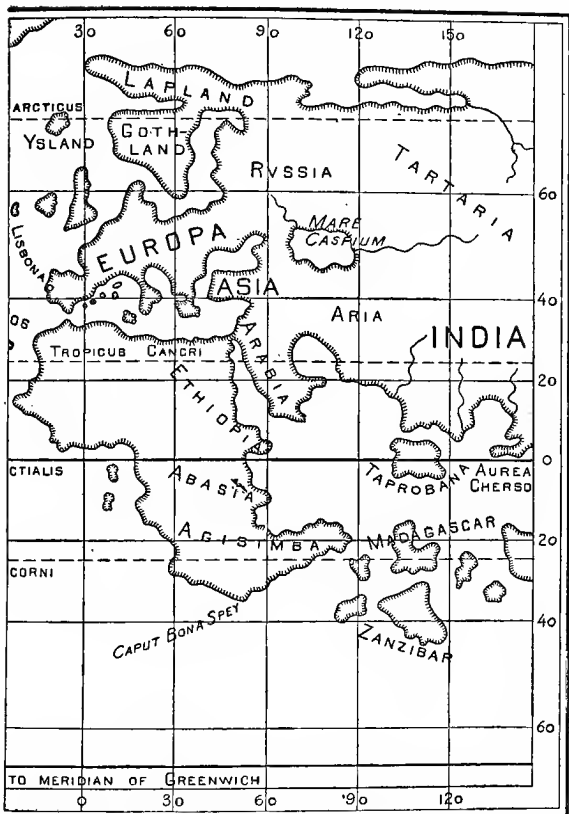 30 60 90 150
LAPLAND
ARCTICUS
GOTH-
LAND
YSLAND
RVSSIA
TARTARIA
60
MARE
CASPIUM
LISBONA
EUROPA
ASIA
40
ARIA
OS
INDIA
TROPICUS CANCRI
ARABIA
ETHIOPIA
20
CTIALIS
TAPROBANA
AUREA
CHERSO
0
ABASIA
AGISIMBA
MADAGASCAR
20
CORNI
40
CAPUT BONA SPEY
ZANZIBAR
60
TO MERIDIAN OF GREENWICH
0 30 60 90 120